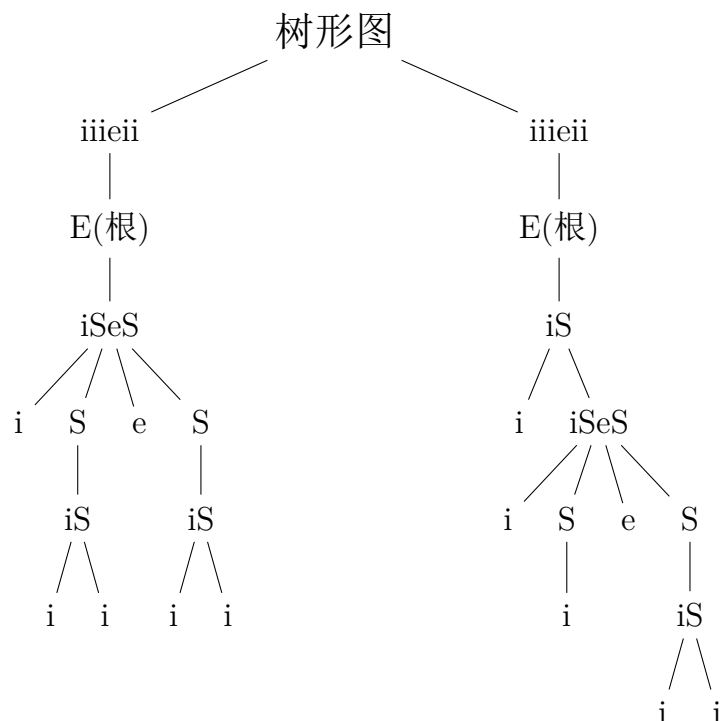 树形图
iiieii iiieii
E(根) E(根)
iSeS iS
i S e S i iSeS
iS iS i S e S
i i i i i iS
i i